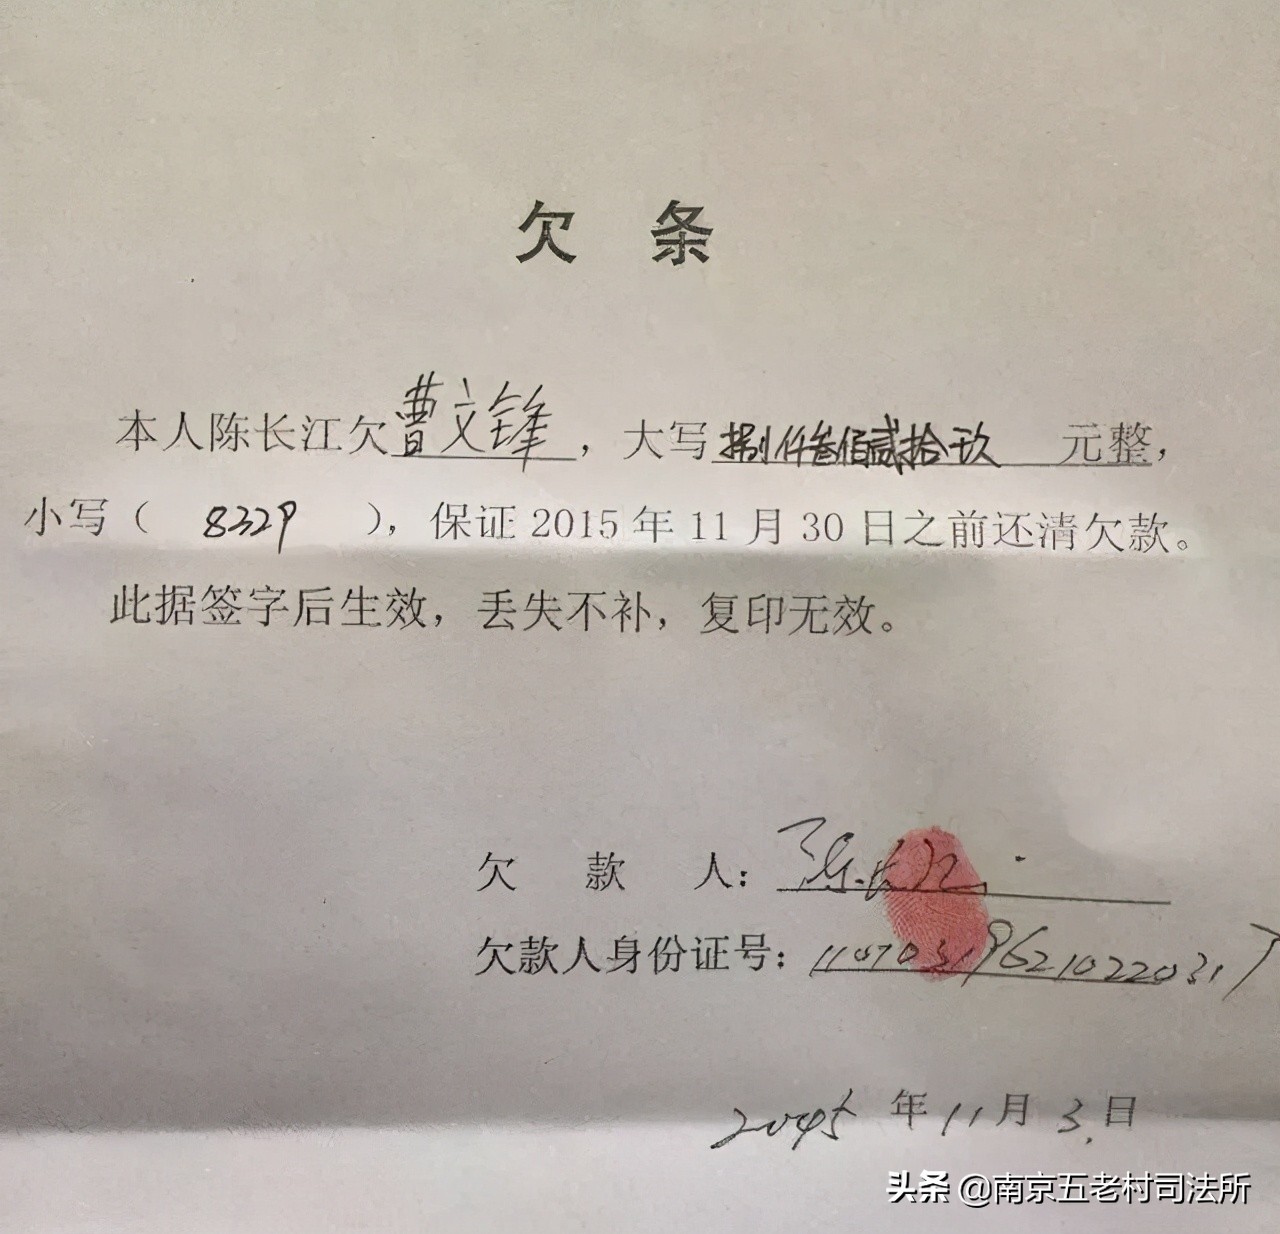 欠 条
本人陈长江欠曹文锋，大写捌仟叁佰贰拾玖 元整，
小写（ 8329 ），保证 2015 年 11 月 30 日之前还清欠款。
此据签字后生效，丢失不补，复印无效。
欠 款 人：陈长江
欠款人身份证号：
年 11 月 3 日
头条 @南京五老村司法所